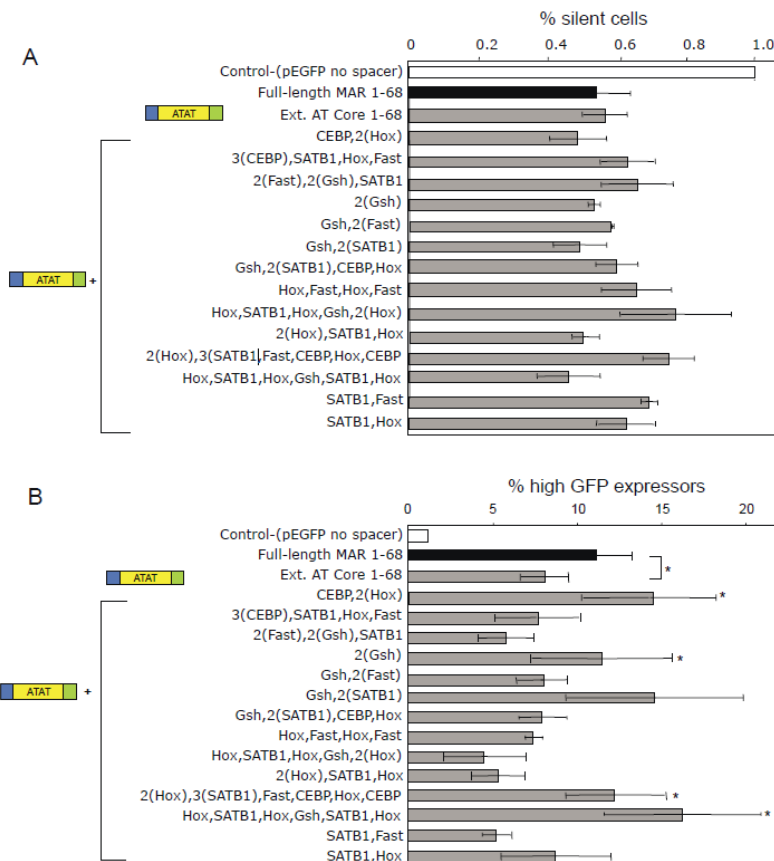 % silent cells
A
0 0.2 0.4 0.6 0.8 1.0
Control-(pEGFP no spacer)
Full-length MAR 1-68
ATAT Ext. AT Core 1-68
CEBP,2(Hox)
3(CEBP),SATB1,Hox,Fast
2(Fast),2(Gsh),SATB1
2(Gsh)
Gsh,2(Fast)
Gsh,2(SATB1)
Gsh,2(SATB1),CEBP,Hox
ATAT +
Hox,Fast,Hox,Fast
Hox,SATB1,Hox,Gsh,2(Hox)
2(Hox),SATB1,Hox
2(Hox),3(SATB1,Fast,CEBP,Hox,CEBP
Hox,SATB1,Hox,Gsh,SATB1,Hox
SATB1,Fast
SATB1,Hox
B
% high GFP expressors
0 5 10 15 20
Control-(pEGFP no spacer)
Full-length MAR 1-68
*
ATAT Ext. AT Core 1-68
CEBP,2(Hox) *
3(CEBP),SATB1,Hox,Fast
2(Fast),2(Gsh),SATB1
2(Gsh) *
Gsh,2(Fast)
ATAT +
Gsh,2(SATB1)
Gsh,2(SATB1),CEBP,Hox
Hox,Fast,Hox,Fast
Hox,SATB1,Hox,Gsh,2(Hox)
2(Hox),SATB1,Hox
2(Hox),3(SATB1),Fast,CEBP,Hox,CEBP *
Hox,SATB1,Hox,Gsh,SATB1,Hox *
SATB1,Fast
SATB1,Hox